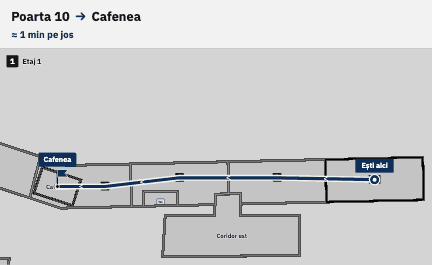 Poarta 10 → Cafenea
≈ 1 min pe jos
1 Etaj 1
Cafenea
Ești aici
Coridor est